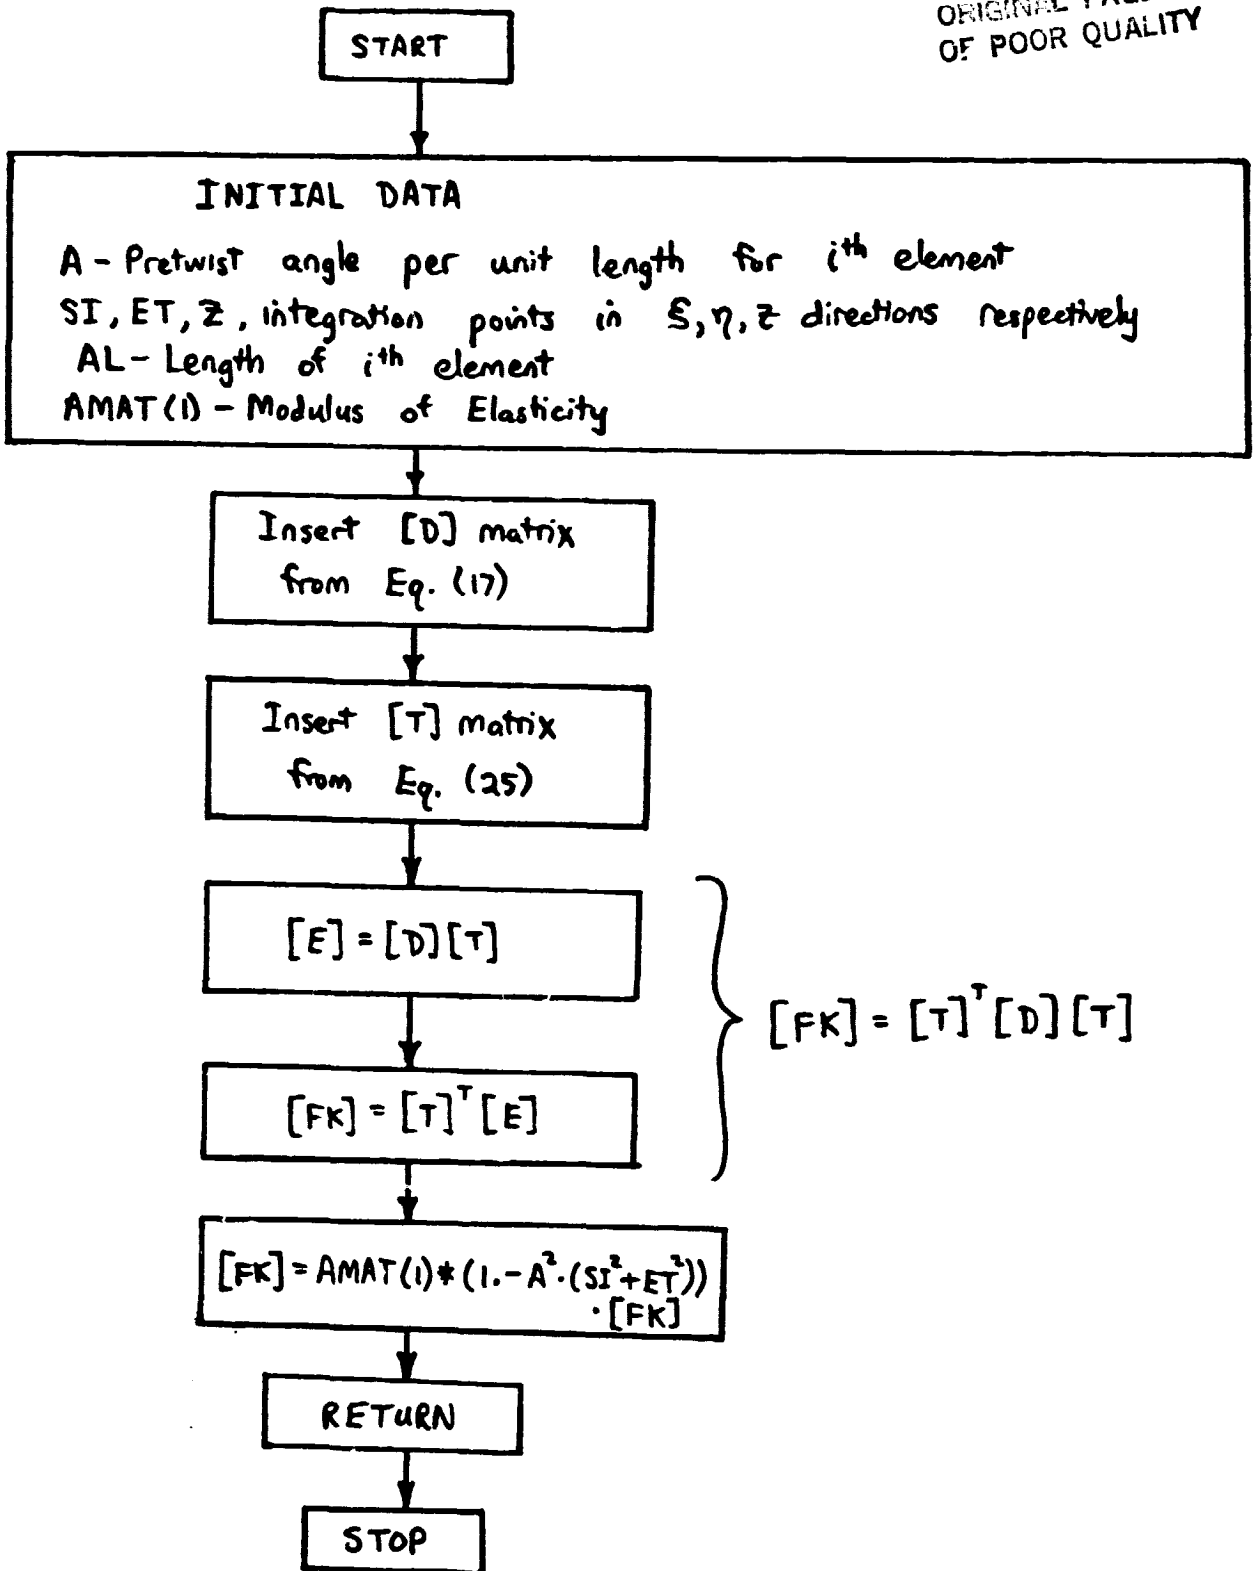 OF POOR QUALITY
START
INITIAL DATA
A - Pretwist angle per unit length for iᵗʰ element
SI, ET, Z, integration points in ξ, η, z directions respectively
AL - Length of iᵗʰ element
AMAT(1) - Modulus of Elasticity
Insert [D] matrix
from Eq. (17)
Insert [T] matrix
from Eq. (25)
[E] = [D][T]
[FK] = [T]ᵀ[D][T]
[FK] = [T]ᵀ[E]
[FK] = AMAT(1)*(1.-A²·(SI²+ET²))
·[FK]
RETURN
STOP